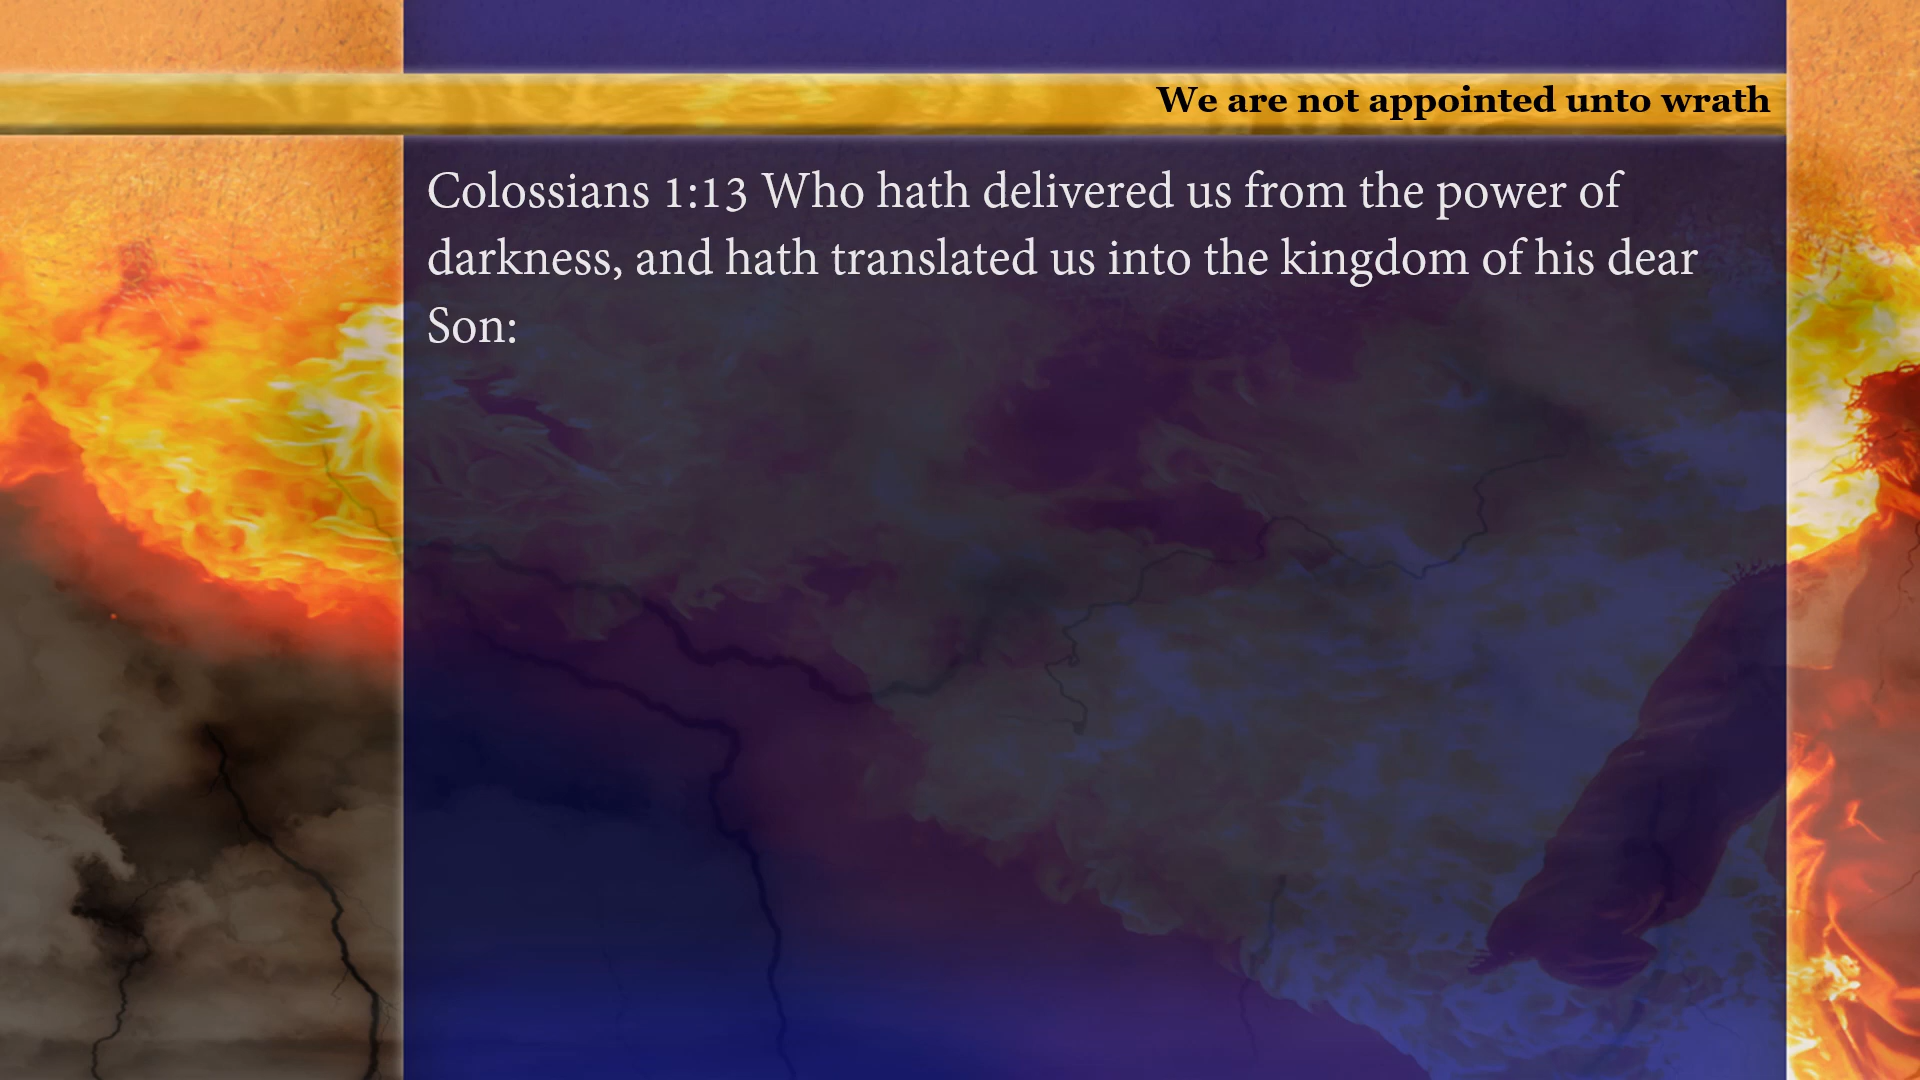 We are not appointed unto wrath
Colossians 1:13 Who hath delivered us from the power of
darkness, and hath translated us into the kingdom of his dear
Son: